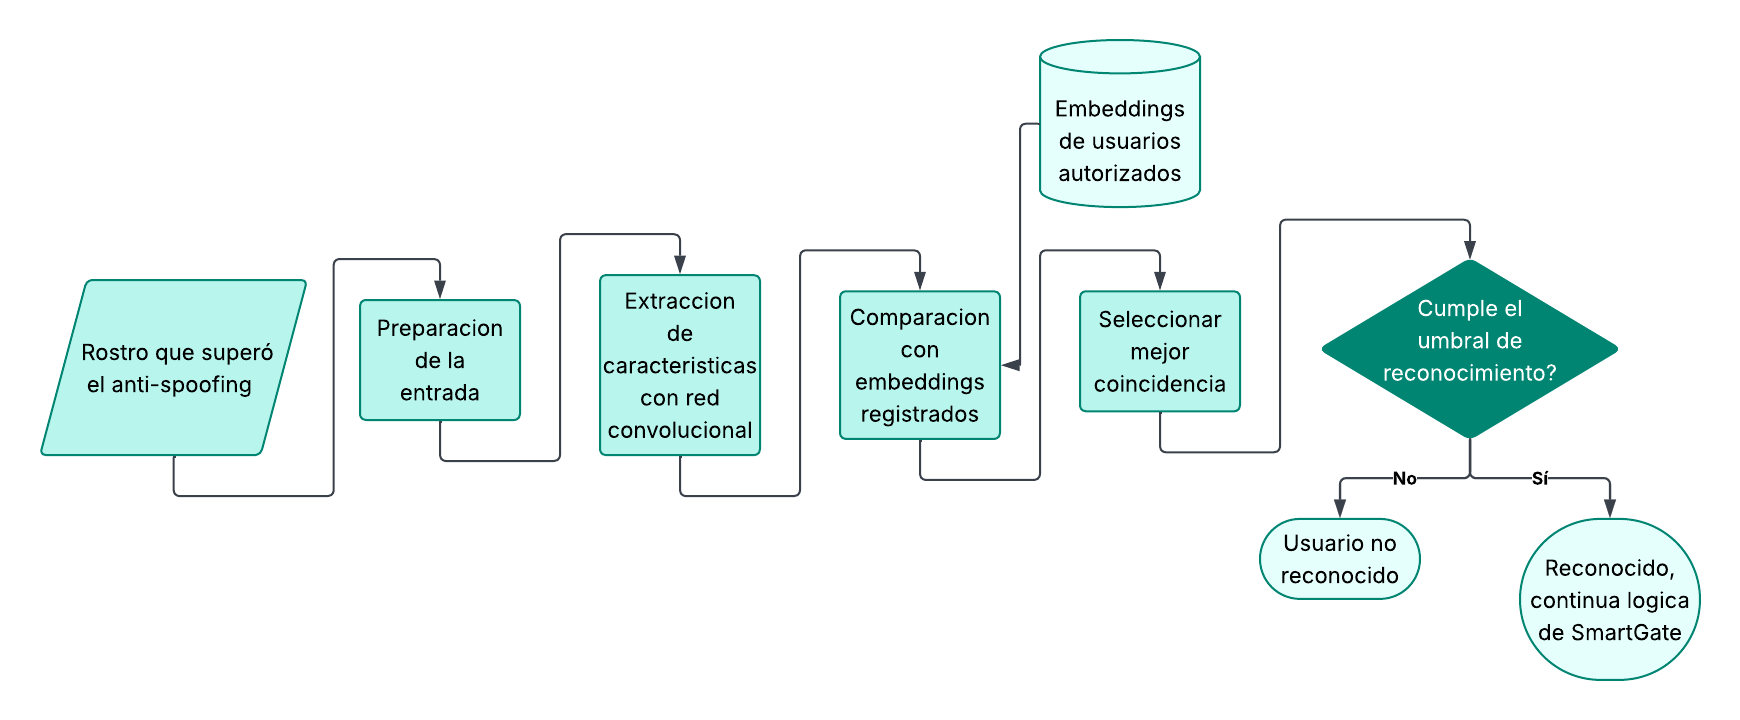 Embeddings
de usuarios
autorizados
Rostro que superó
el anti-spoofing
Preparacion
de la
entrada
Extraccion
de
caracteristicas
con red
convolucional
Comparacion
con
embeddings
registrados
Seleccionar
mejor
coincidencia
Cumple el
umbral de
reconocimiento?
No
Sí
Usuario no
reconocido
Reconocido,
continua logica
de SmartGate